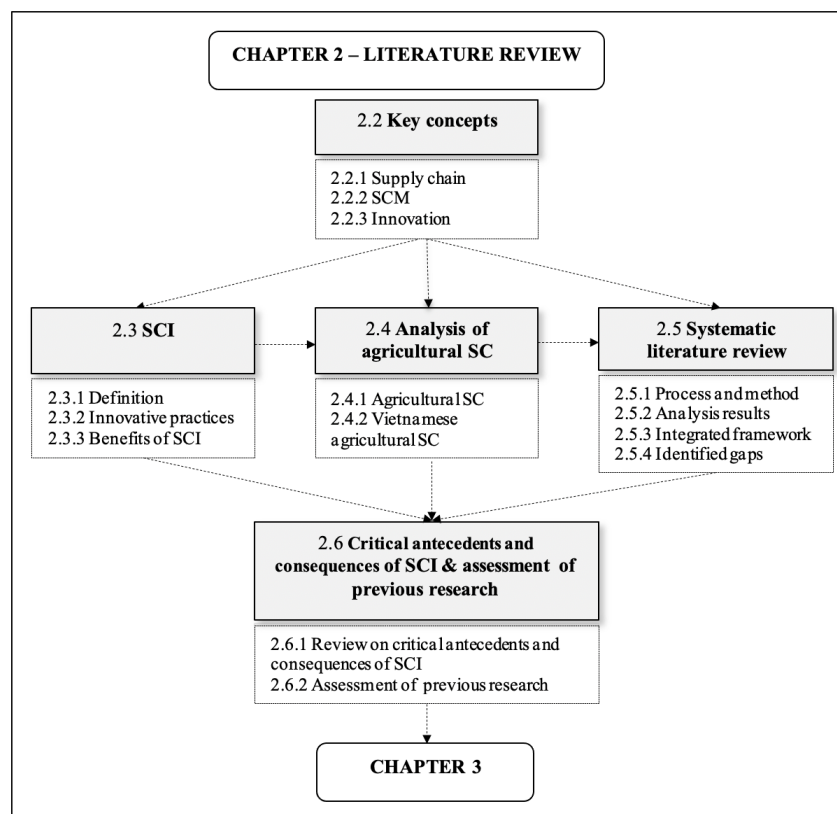 CHAPTER 2 – LITERATURE REVIEW
2.2 Key concepts
2.2.1 Supply chain
2.2.2 SCM
2.2.3 Innovation
2.3 SCI
2.3.1 Definition
2.3.2 Innovative practices
2.3.3 Benefits of SCI
2.4 Analysis of
agricultural SC
2.4.1 Agricultural SC
2.4.2 Vietnamese
agricultural SC
2.5 Systematic
literature review
2.5.1 Process and method
2.5.2 Analysis results
2.5.3 Integrated framework
2.5.4 Identified gaps
2.6 Critical antecedents and
consequences of SCI & assessment of
previous research
2.6.1 Review on critical antecedents and
consequences of SCI
2.6.2 Assessment of previous research
CHAPTER 3